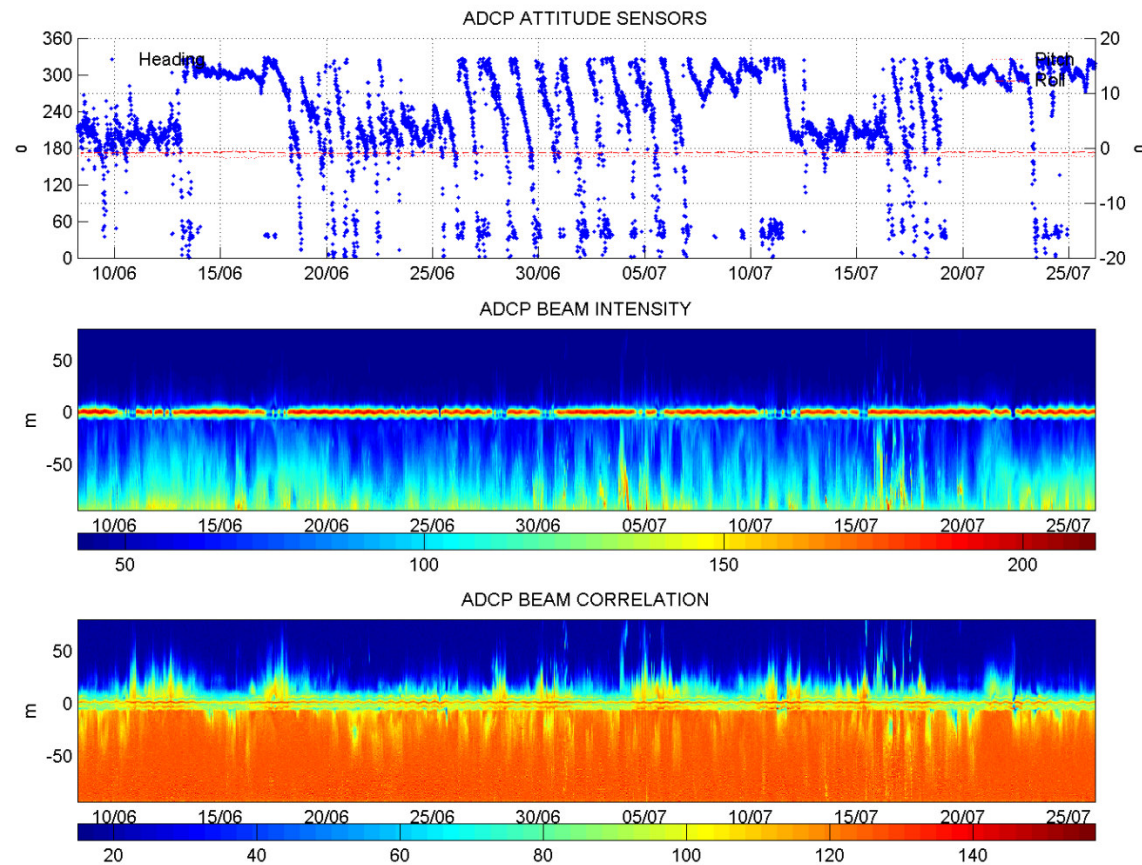 ADCP ATTITUDE SENSORS
360 20
Heading Pitch
300 Roll
240 10
o 180 0 o
120
60 -10
0 -20
10/06 15/06 20/06 25/06 30/06 05/07 10/07 15/07 20/07 25/07
ADCP BEAM INTENSITY
50
m 0
-50
10/06 15/06 20/06 25/06 30/06 05/07 10/07 15/07 20/07 25/07
50 100 150 200
ADCP BEAM CORRELATION
50
m 0
-50
10/06 15/06 20/06 25/06 30/06 05/07 10/07 15/07 20/07 25/07
20 40 60 80 100 120 140